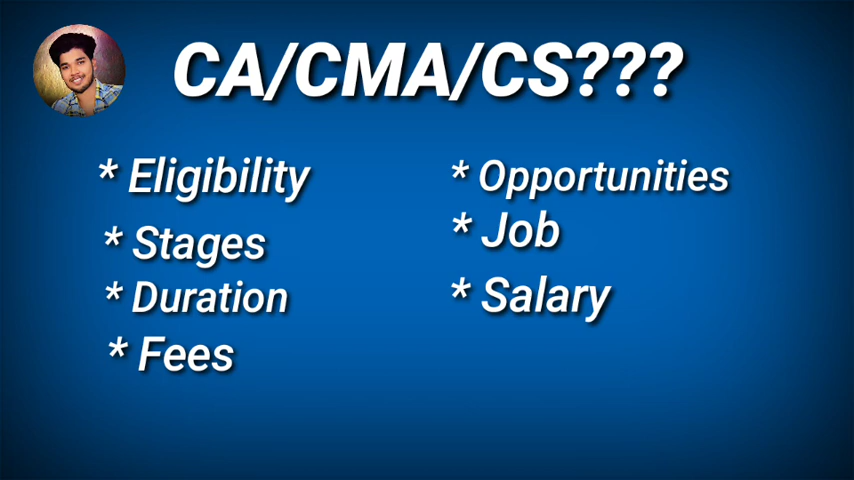 CA/CMA/CS???
* Eligibility
* Stages
* Duration
* Fees
* Opportunities
* Job
* Salary